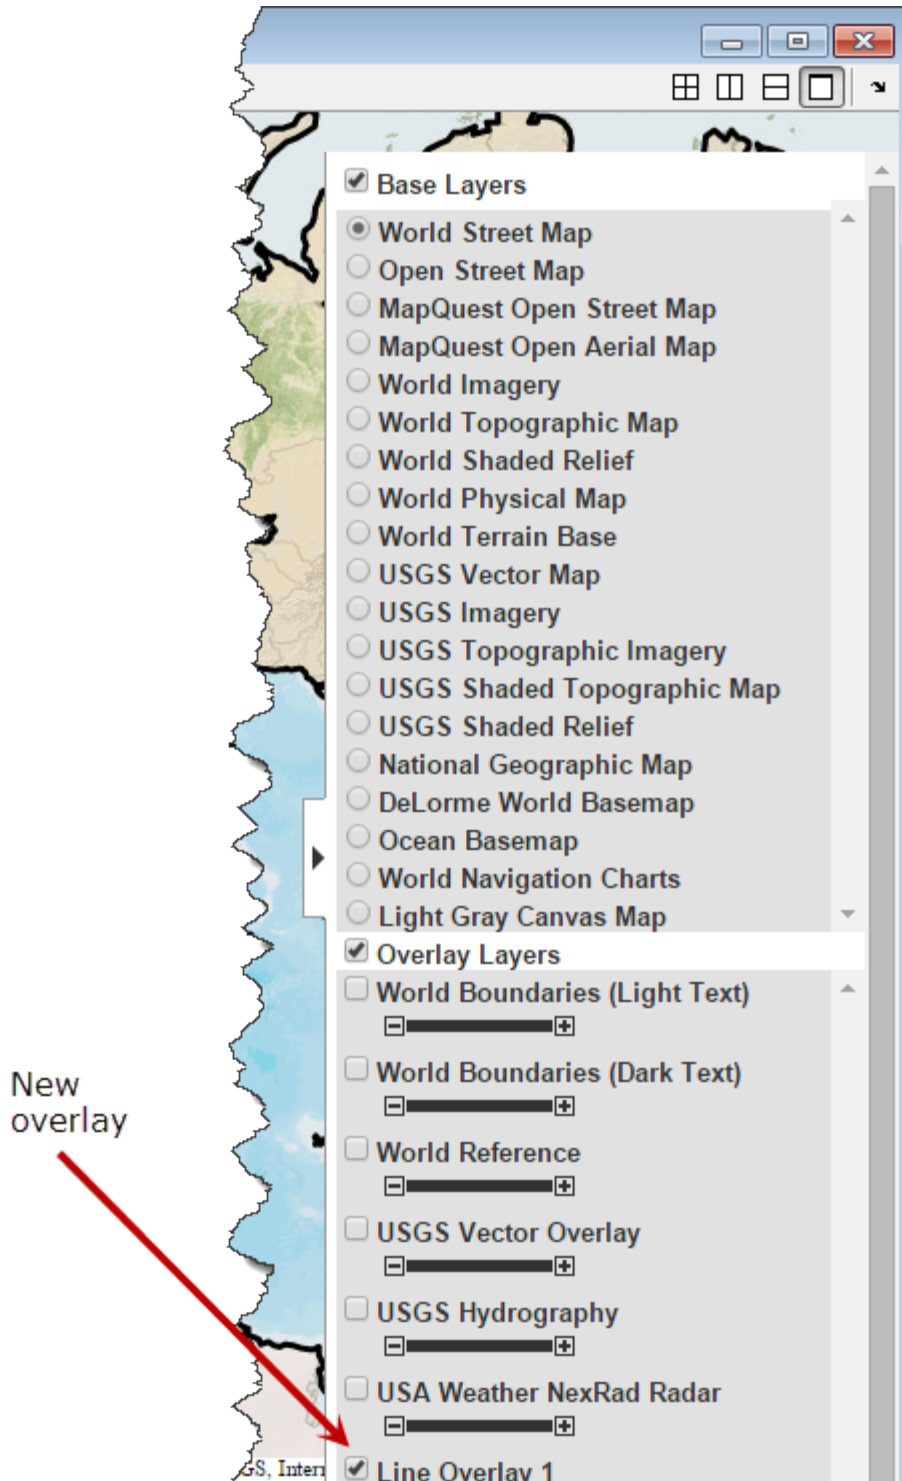 Base Layers
World Street Map
Open Street Map
MapQuest Open Street Map
MapQuest Open Aerial Map
World Imagery
World Topographic Map
World Shaded Relief
World Physical Map
World Terrain Base
USGS Vector Map
USGS Imagery
USGS Topographic Imagery
USGS Shaded Topographic Map
USGS Shaded Relief
National Geographic Map
DeLorme World Basemap
Ocean Basemap
World Navigation Charts
Light Gray Canvas Map
Overlay Layers
World Boundaries (Light Text)
World Boundaries (Dark Text)
World Reference
USGS Vector Overlay
USGS Hydrography
USA Weather NexRad Radar
Line Overlay 1
New
overlay